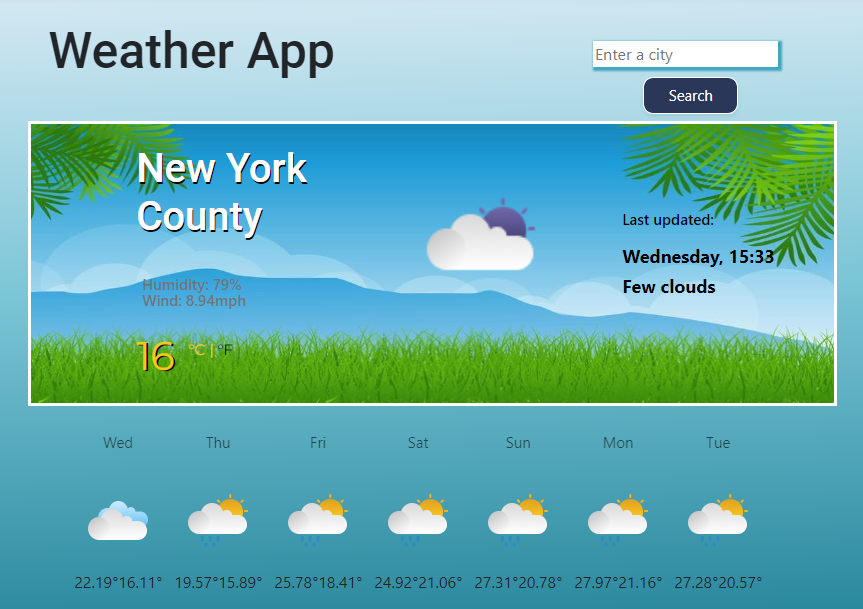 Weather App
Enter a city
Search
New York
County
Humidity: 79%
Wind: 8.94mph
16 °C | °F
Last updated:
Wednesday, 15:33
Few clouds
Wed Thu Fri Sat Sun Mon Tue
22.19°16.11° 19.57°15.89° 25.78°18.41° 24.92°21.06° 27.31°20.78° 27.97°21.16° 27.28°20.57°